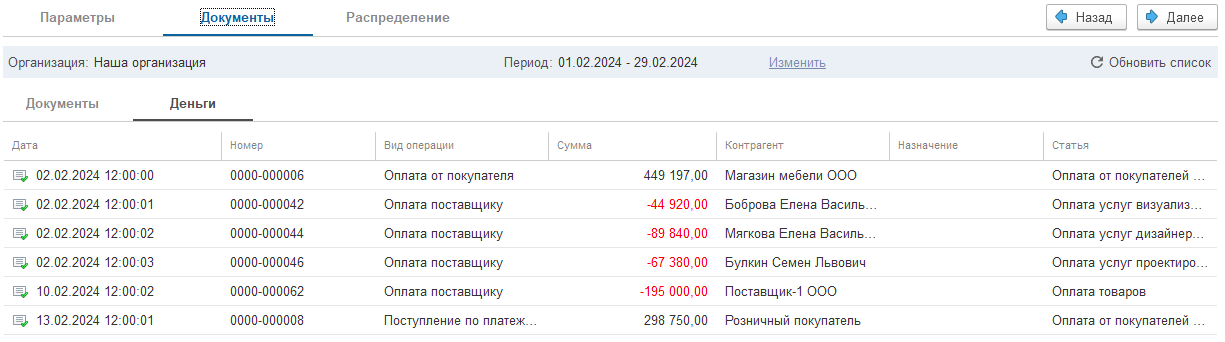 Параметры Документы Распределение Назад Далее
Организация: Наша организация Период: 01.02.2024 - 29.02.2024 Изменить Обновить список
Документы Деньги
Дата Номер Вид операции Сумма Контрагент Назначение Статья
02.02.2024 12:00:00 0000-000006 Оплата от покупателя 449 197,00 Магазин мебели ООО Оплата от покупателей ...
02.02.2024 12:00:01 0000-000042 Оплата поставщику -44 920,00 Боброва Елена Василь... Оплата услуг визуализ...
02.02.2024 12:00:02 0000-000044 Оплата поставщику -89 840,00 Мягкова Елена Василь... Оплата услуг дизайнер...
02.02.2024 12:00:03 0000-000046 Оплата поставщику -67 380,00 Булкин Семен Львович Оплата услуг проектиро...
10.02.2024 12:00:02 0000-000062 Оплата поставщику -195 000,00 Поставщик-1 ООО Оплата товаров
13.02.2024 12:00:01 0000-000008 Поступление по платеж... 298 750,00 Розничный покупатель Оплата от покупателей ...